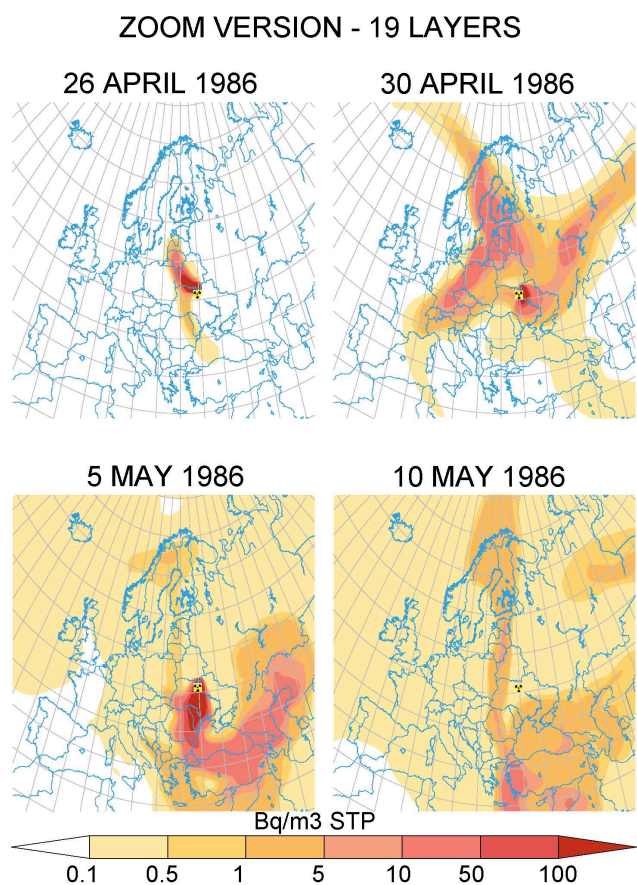 ZOOM VERSION - 19 LAYERS
26 APRIL 1986
30 APRIL 1986
5 MAY 1986
10 MAY 1986
Bq/m3 STP
0.1 0.5 1 5 10 50 100